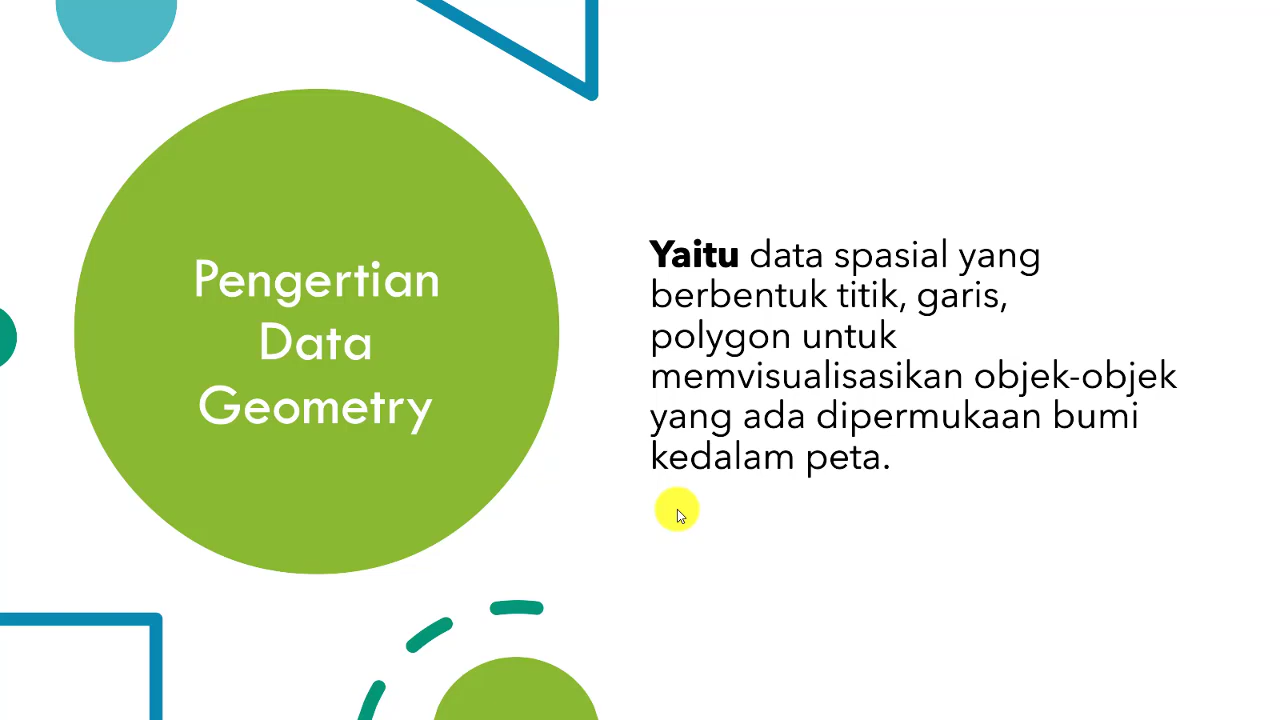 Pengertian
Data
Geometry
Yaitu data spasial yang
berbentuk titik, garis,
polygon untuk
memvisualisasikan objek-objek
yang ada dipermukaan bumi
kedalam peta.